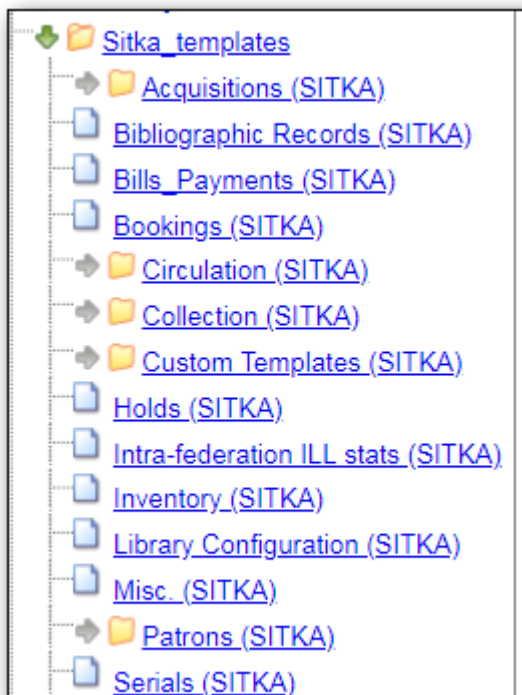 Sitka_templates
Acquisitions (SITKA)
Bibliographic Records (SITKA)
Bills_Payments (SITKA)
Bookings (SITKA)
Circulation (SITKA)
Collection (SITKA)
Custom Templates (SITKA)
Holds (SITKA)
Intra-federation ILL stats (SITKA)
Inventory (SITKA)
Library Configuration (SITKA)
Misc. (SITKA)
Patrons (SITKA)
Serials (SITKA)